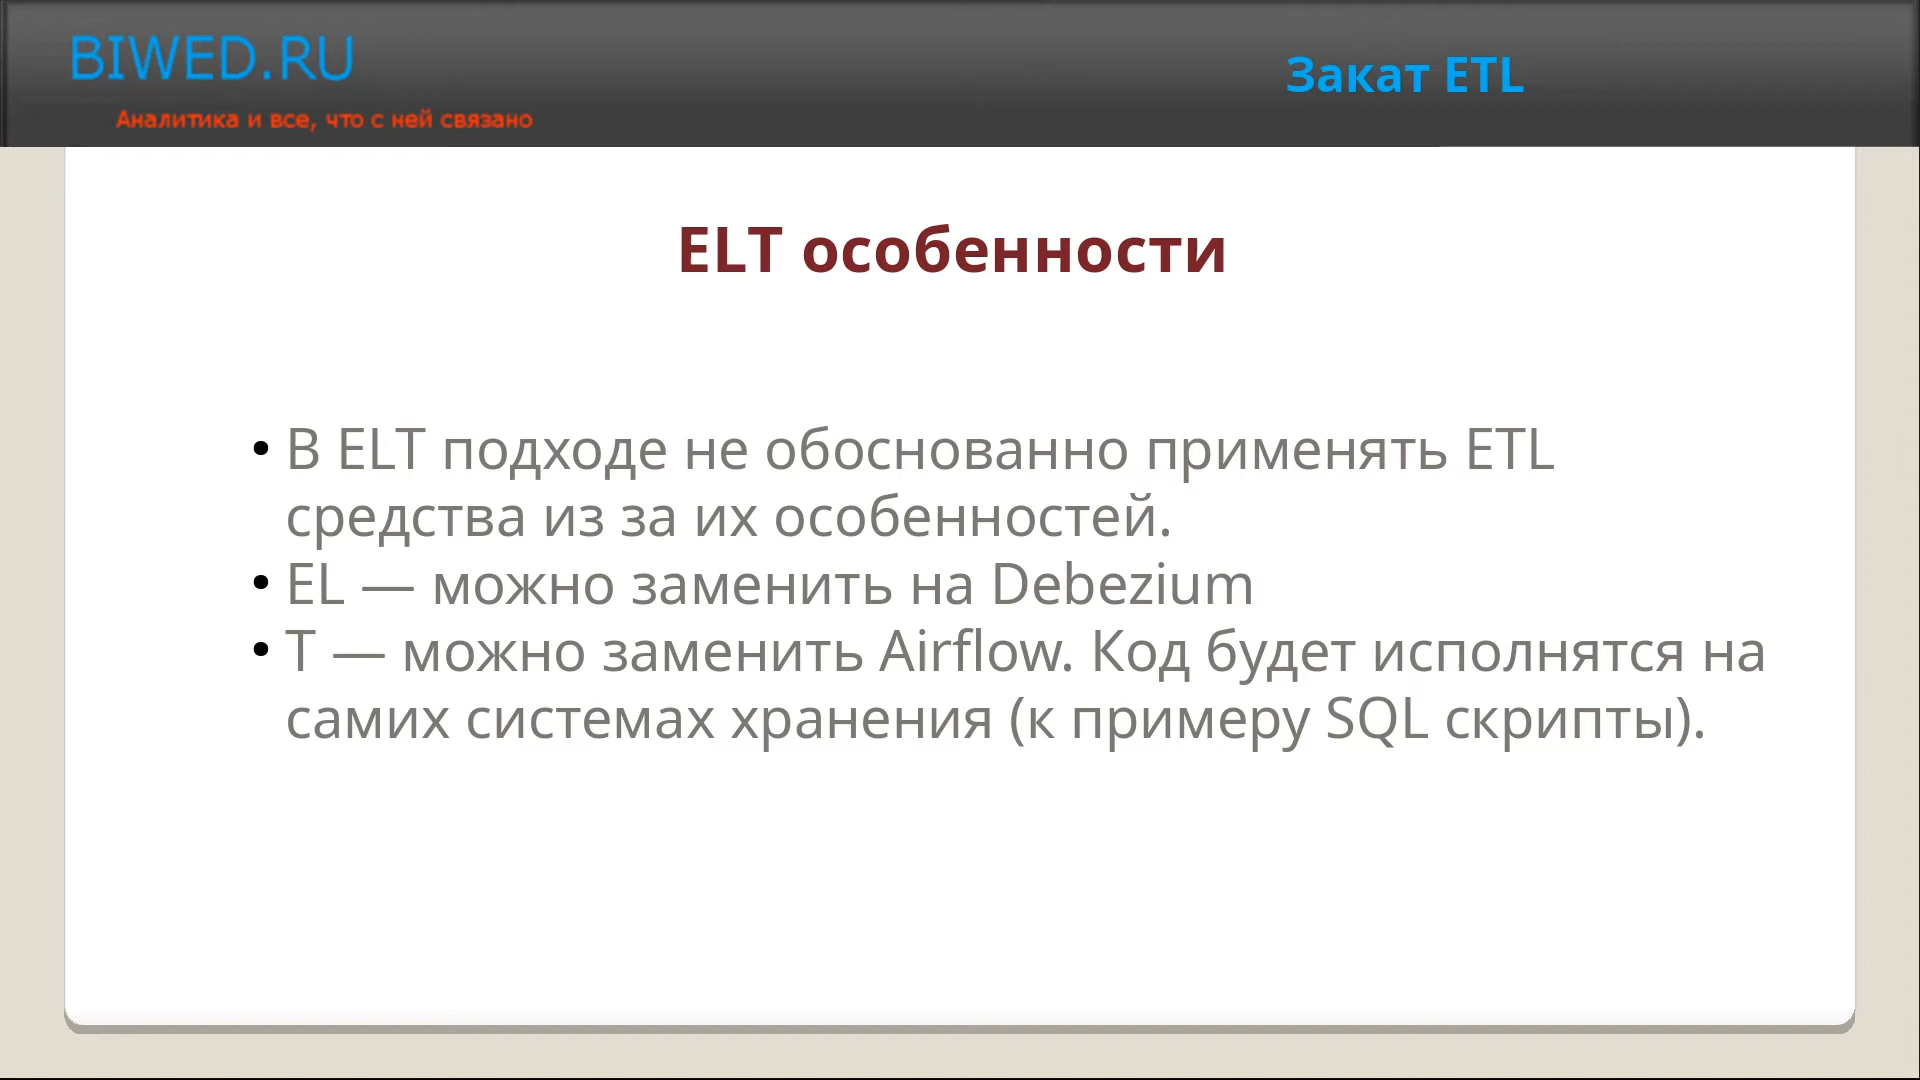 BIWED.RU
Аналитика и все, что с ней связано
Закат ETL
ELT особенности
• В ELT подходе не обоснованно применять ETL
средства из за их особенностей.
• EL — можно заменить на Debezium
• T — можно заменить Airflow. Код будет исполнятся на
самих системах хранения (к примеру SQL скрипты).